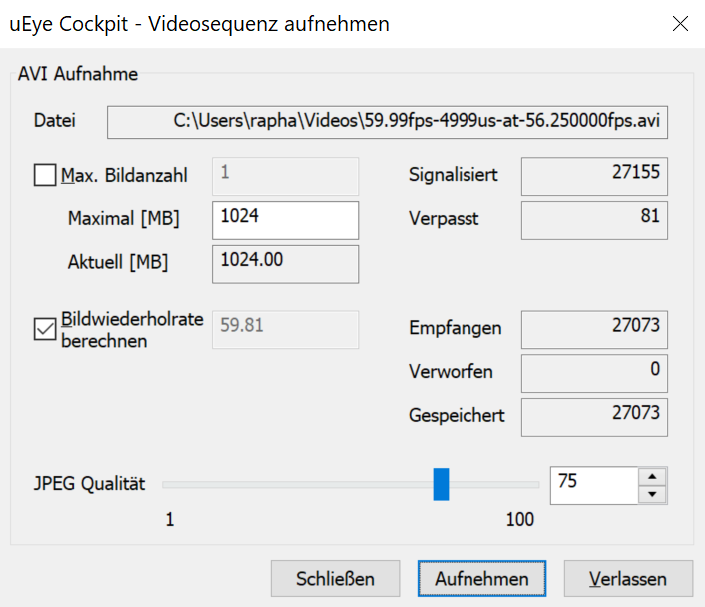 uEye Cockpit - Videosequenz aufnehmen
AVI Aufnahme
Datei C:\Users\rapha\Videos\59.99fps-4999us-at-56.250000fps.avi
Max. Bildanzahl 1 Signalisiert 27155
Maximal [MB] 1024 Verpasst 81
Aktuell [MB] 1024.00
Bildwiederholrate
berechnen 59.81 Empfangen 27073
Verworfen 0
Gespeichert 27073
JPEG Qualität 75
1 100
Schließen Aufnehmen Verlassen